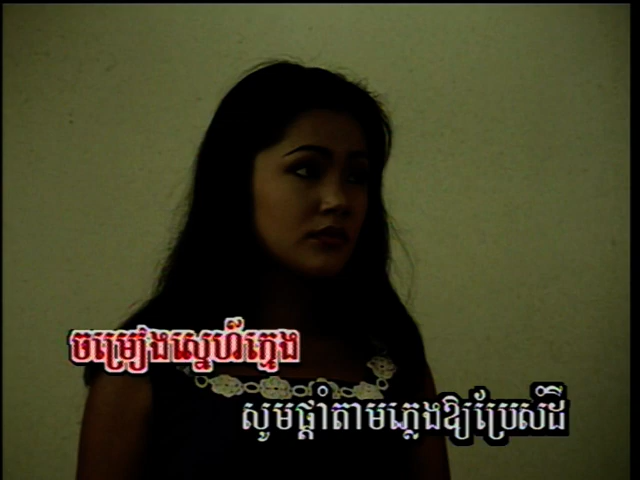 ចម្រៀងស្នេហ៍ក្មេង
សូមផ្ដាំតាមភ្លេងឱ្យប្រែសំដី